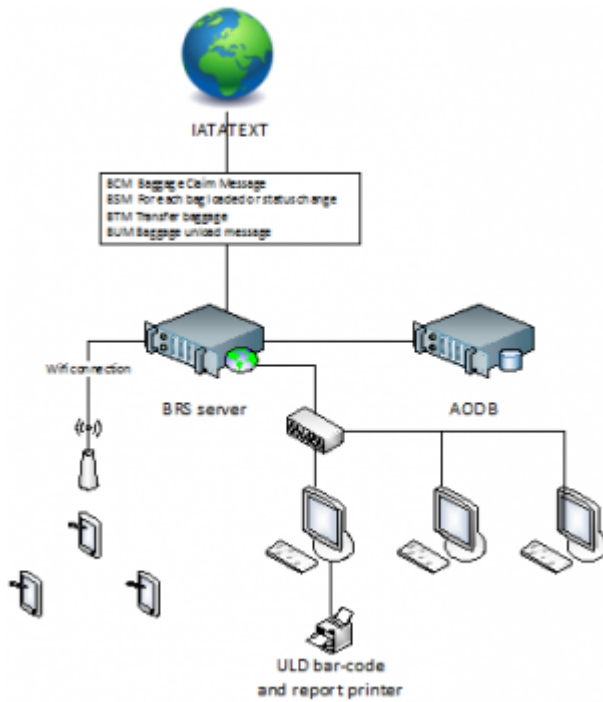 IATATEXT
BCM Baggage Claim Message
BSM For each bag loaded or status change
BTM Transfer baggage
BUM Baggage unload message
Wifi connection
BRS server
AODB
ULD bar-code
and report printer